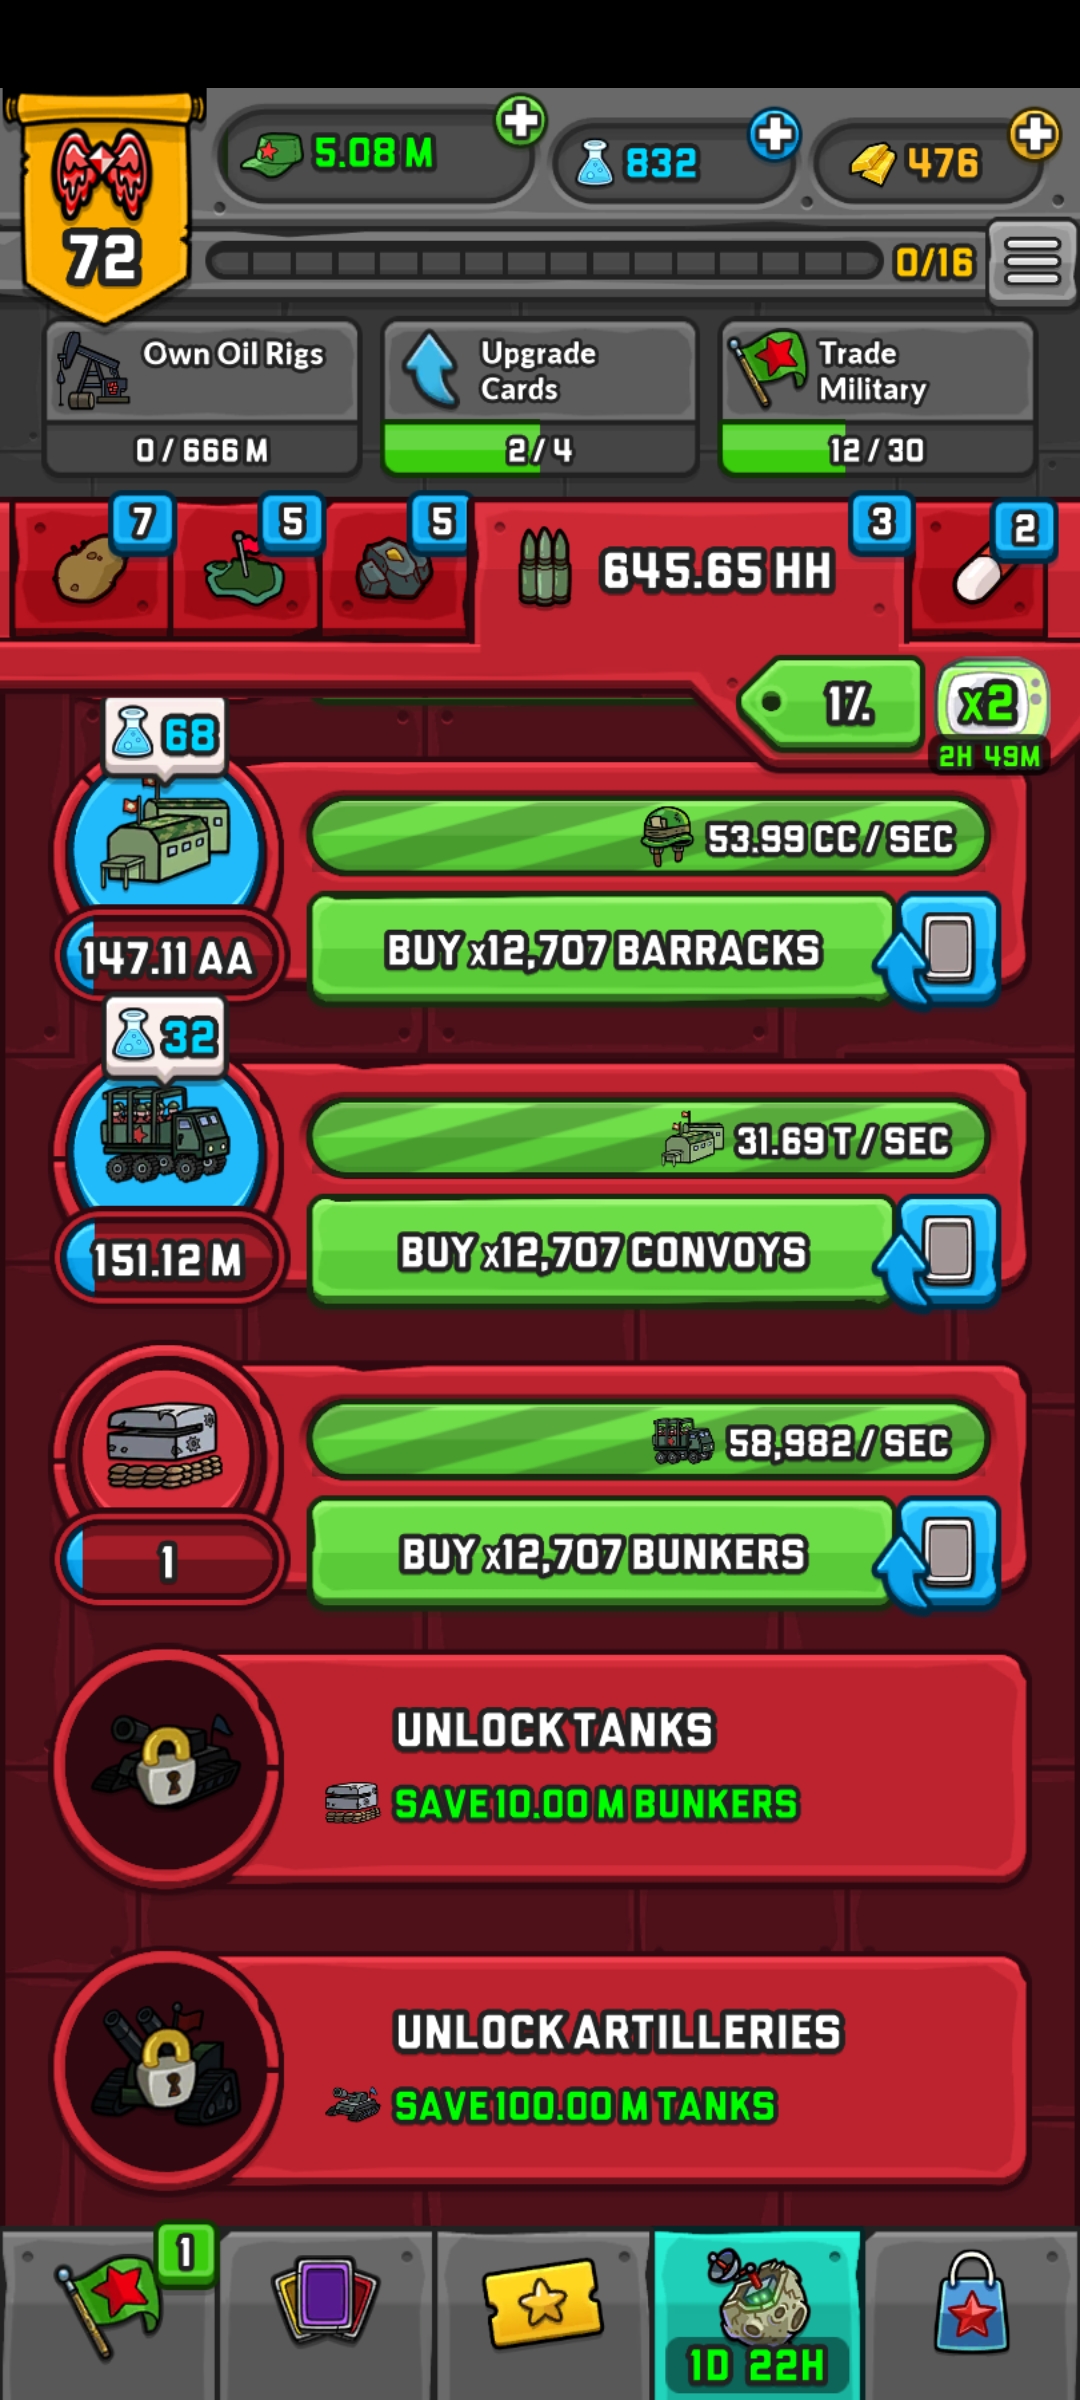 5.08 M
832
476
72
0/16
Own Oil Rigs
0 / 666 M
Upgrade
Cards
2 / 4
Trade
Military
12 / 30
7
5
5
645.65 HH
3
2
1%
x2
2H 49M
68
53.99 CC / SEC
147.11 AA
BUY x12,707 BARRACKS
32
31.69 T / SEC
151.12 M
BUY x12,707 CONVOYS
58,982 / SEC
1
BUY x12,707 BUNKERS
UNLOCK TANKS
SAVE 10.00 M BUNKERS
UNLOCK ARTILLERIES
SAVE 100.00 M TANKS
1
1D 22H